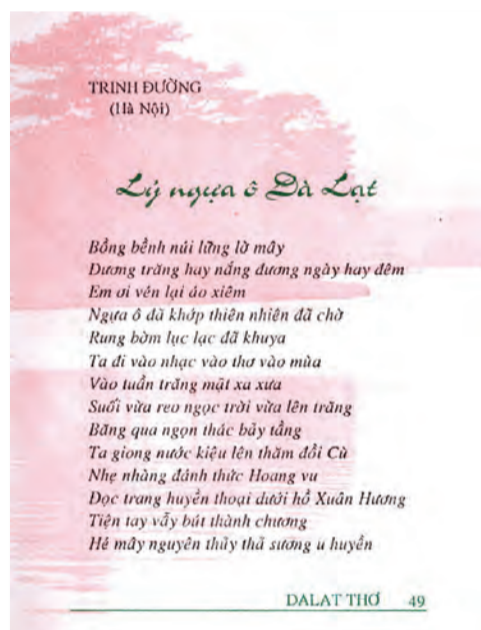 TRINH ĐƯỜNG
(Hà Nội)
Lý ngựa ô Đà Lạt
Bồng bềnh núi lững lờ mây
Đương trăng hay nắng đương ngày hay đêm
Em ơi vén lại áo xiêm
Ngựa ô đã khớp thiên nhiên đã chờ
Rung bờm lục lạc đã khuya
Ta đi vào nhạc vào thơ vào mùa
Vào tuần trăng mật xa xưa
Suối vừa reo ngọc trời vừa lên trăng
Băng qua ngọn thác bảy tầng
Ta giong nước kiệu lên thăm đồi Cù
Nhẹ nhàng đánh thức Hoang vu
Đọc trang huyền thoại dưới hồ Xuân Hương
Tiện tay vẫy bút thành chương
Hé mây nguyên thủy thả sương u huyền
DALAT THƠ 49